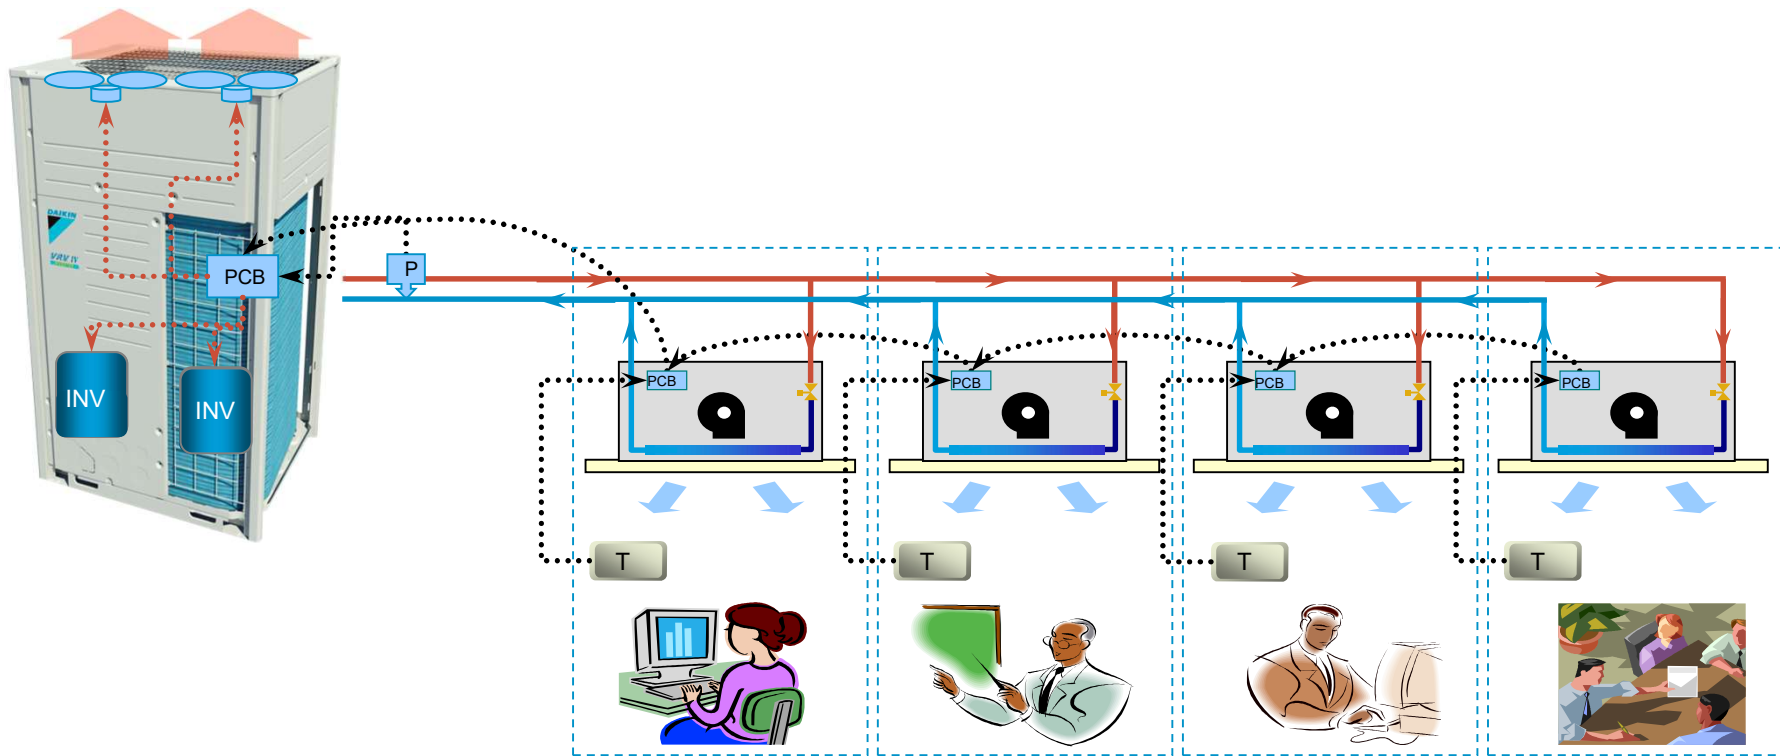 DAIKIN
VRV IV
PCB
P
INV
INV
PCB
PCB
PCB
PCB
T
T
T
T